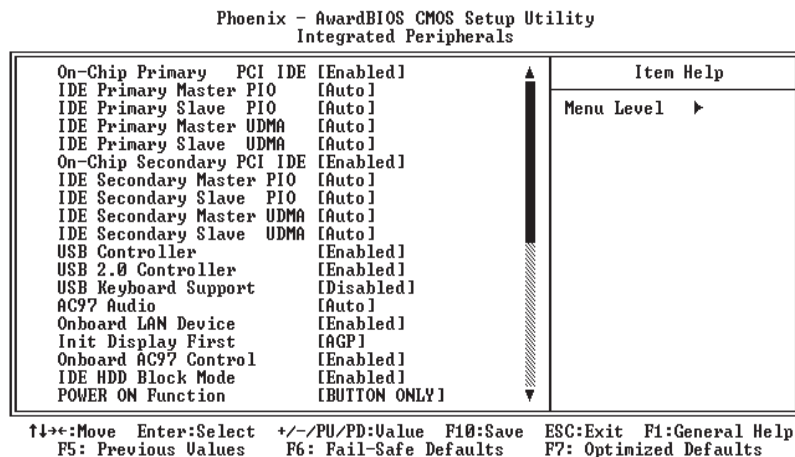 Phoenix - AwardBIOS CMOS Setup Utility
Integrated Peripherals
On-Chip Primary PCI IDE [Enabled]
IDE Primary Master PIO [Auto]
IDE Primary Slave PIO [Auto]
IDE Primary Master UDMA [Auto]
IDE Primary Slave UDMA [Auto]
On-Chip Secondary PCI IDE [Enabled]
IDE Secondary Master PIO [Auto]
IDE Secondary Slave PIO [Auto]
IDE Secondary Master UDMA [Auto]
IDE Secondary Slave UDMA [Auto]
USB Controller [Enabled]
USB 2.0 Controller [Enabled]
USB Keyboard Support [Disabled]
AC97 Audio [Auto]
Onboard LAN Device [Enabled]
Init Display First [AGP]
Onboard AC97 Control [Enabled]
IDE HDD Block Mode [Enabled]
POWER ON Function [BUTTON ONLY]
Item Help
Menu Level ►
↑↓→←:Move Enter:Select +/-/PU/PD:Value F10:Save ESC:Exit F1:General Help
F5: Previous Values F6: Fail-Safe Defaults F7: Optimized Defaults